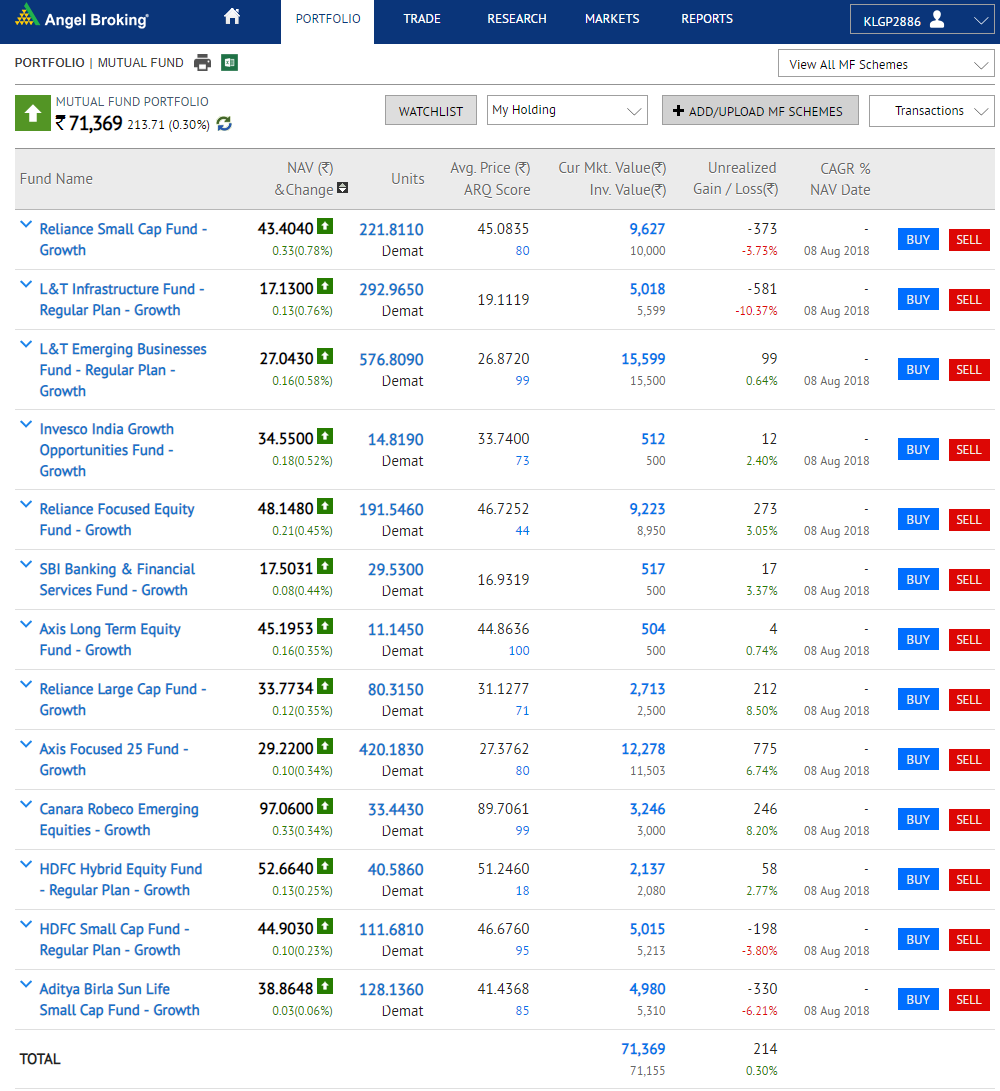 Angel Broking
PORTFOLIO TRADE RESEARCH MARKETS REPORTS KLGP2886
PORTFOLIO | MUTUAL FUND View All MF Schemes
MUTUAL FUND PORTFOLIO
₹ 71,369 213.71 (0.30%) WATCHLIST My Holding + ADD/UPLOAD MF SCHEMES Transactions
Fund Name NAV (₹) &Change Units Avg. Price (₹) ARQ Score Cur Mkt. Value(₹) Inv. Value(₹) Unrealized Gain / Loss(₹) CAGR % NAV Date
Reliance Small Cap Fund - 43.4040 221.8110 45.0835 9,627 -373 - BUY SELL
Growth 0.33(0.78%) Demat 80 10,000 -3.73% 08 Aug 2018
L&T Infrastructure Fund - 17.1300 292.9650 19.1119 5,018 -581 - BUY SELL
Regular Plan - Growth 0.13(0.76%) Demat 5,599 -10.37% 08 Aug 2018
L&T Emerging Businesses 27.0430 576.8090 26.8720 15,599 99 - BUY SELL
Fund - Regular Plan - 0.16(0.58%) Demat 99 15,500 0.64% 08 Aug 2018
Growth
Invesco India Growth 34.5500 14.8190 33.7400 512 12 - BUY SELL
Opportunities Fund - 0.18(0.52%) Demat 73 500 2.40% 08 Aug 2018
Growth
Reliance Focused Equity 48.1480 191.5460 46.7252 9,223 273 - BUY SELL
Fund - Growth 0.21(0.45%) Demat 44 8,950 3.05% 08 Aug 2018
SBI Banking & Financial 17.5031 29.5300 16.9319 517 17 - BUY SELL
Services Fund - Growth 0.08(0.44%) Demat 500 3.37% 08 Aug 2018
Axis Long Term Equity 45.1953 11.1450 44.8636 504 4 - BUY SELL
Fund - Growth 0.16(0.35%) Demat 100 500 0.74% 08 Aug 2018
Reliance Large Cap Fund - 33.7734 80.3150 31.1277 2,713 212 - BUY SELL
Growth 0.12(0.35%) Demat 71 2,500 8.50% 08 Aug 2018
Axis Focused 25 Fund - 29.2200 420.1830 27.3762 12,278 775 - BUY SELL
Growth 0.10(0.34%) Demat 80 11,503 6.74% 08 Aug 2018
Canara Robeco Emerging 97.0600 33.4430 89.7061 3,246 246 - BUY SELL
Equities - Growth 0.33(0.34%) Demat 99 3,000 8.20% 08 Aug 2018
HDFC Hybrid Equity Fund 52.6640 40.5860 51.2460 2,137 58 - BUY SELL
- Regular Plan - Growth 0.13(0.25%) Demat 18 2,080 2.77% 08 Aug 2018
HDFC Small Cap Fund - 44.9030 111.6810 46.6760 5,015 -198 - BUY SELL
Regular Plan - Growth 0.10(0.23%) Demat 95 5,213 -3.80% 08 Aug 2018
Aditya Birla Sun Life 38.8648 128.1360 41.4368 4,980 -330 - BUY SELL
Small Cap Fund - Growth 0.03(0.06%) Demat 85 5,310 -6.21% 08 Aug 2018
TOTAL 71,369 214
71,155 0.30%